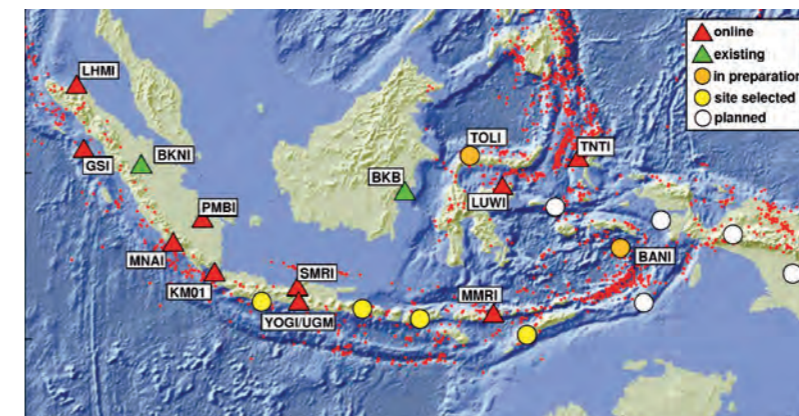 online
existing
in preparation
site selected
planned
LHMI
GSI
BKNI
PMBI
MNAI
KM01
SMRI
YOGI/UGM
BKB
TOLI
TNTI
LUWI
BANI
MMRI